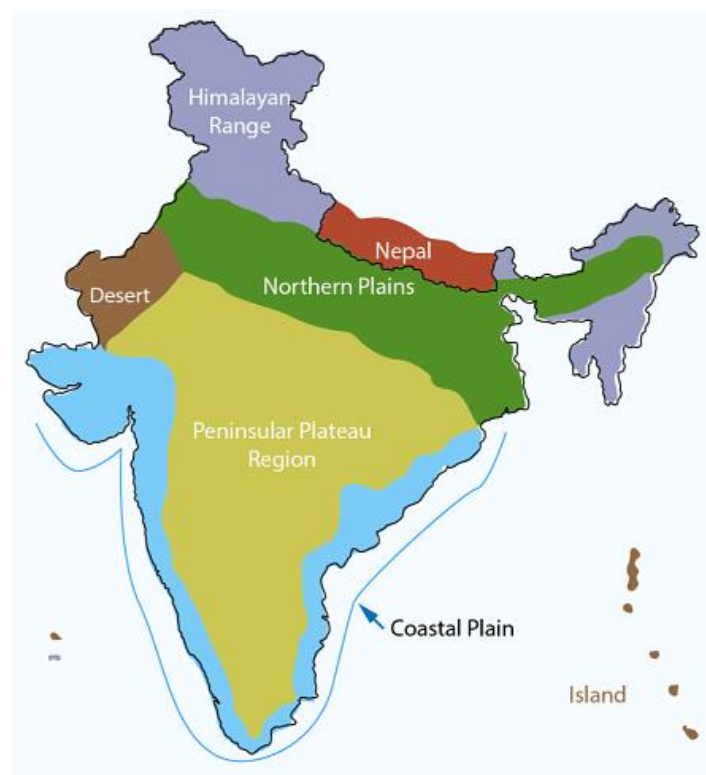 Himalayan
Range
Nepal
Northern Plains
Desert
Peninsular Plateau
Region
Coastal Plain
Island